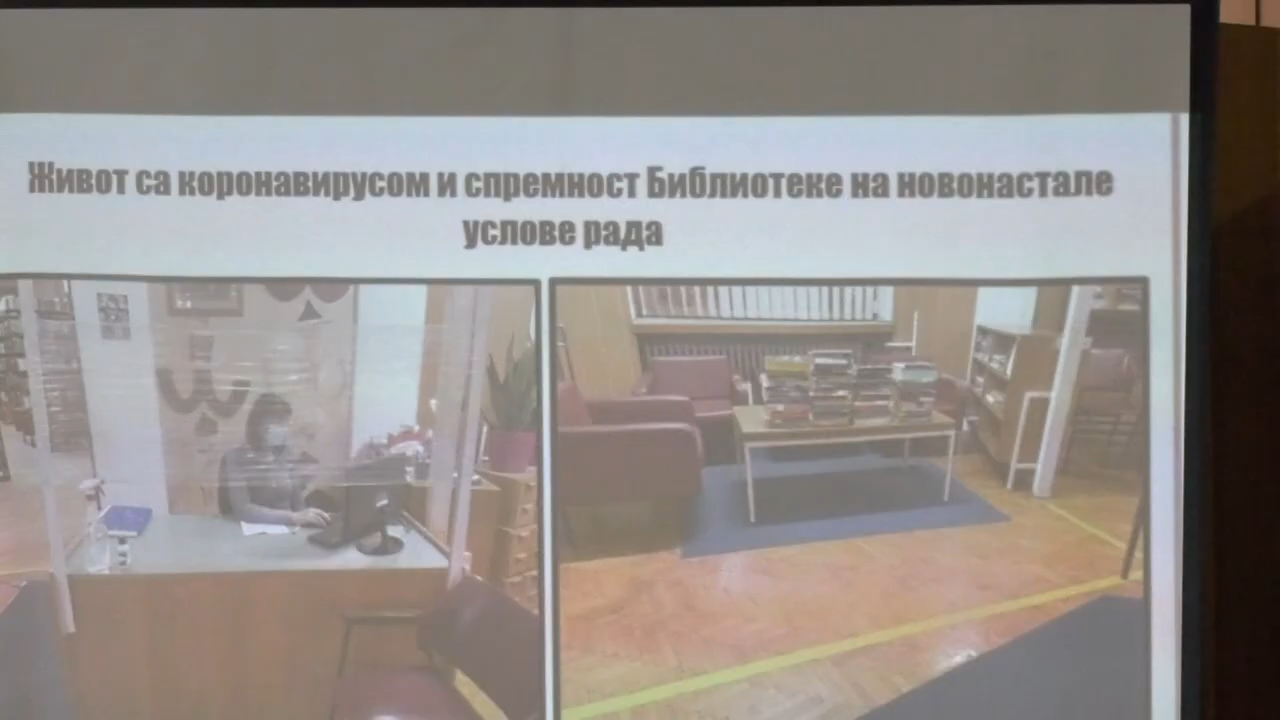 Живот са коронавирусом и спремност Библиотеке на новонастале
услове рада